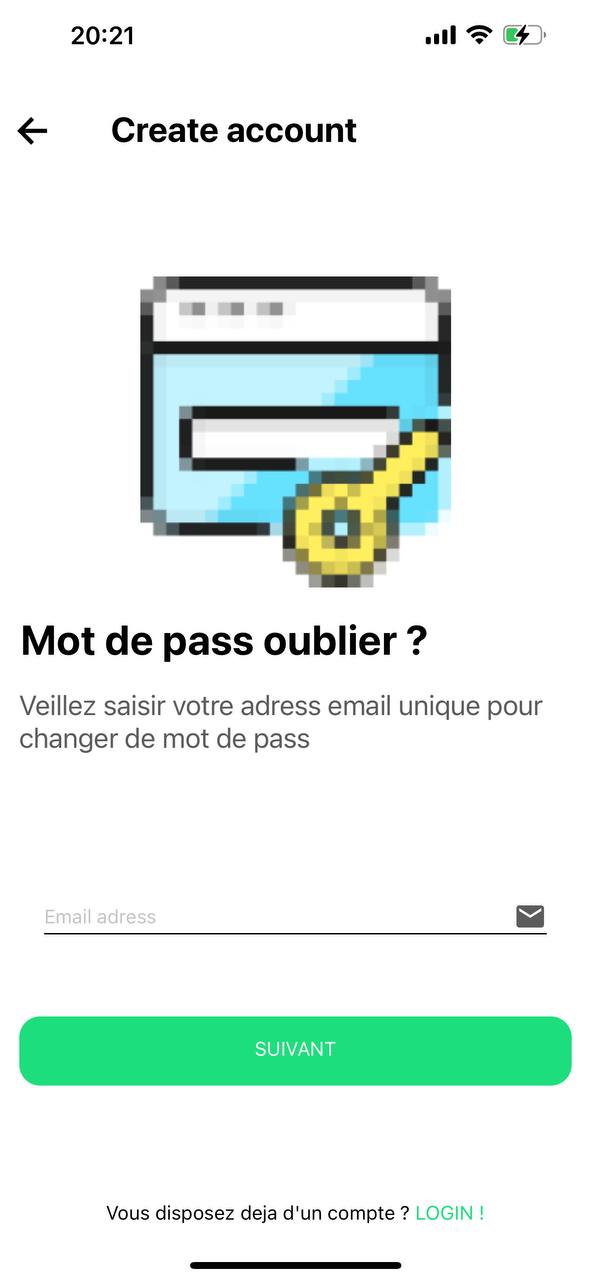 20:21
Create account
Mot de pass oublier ?
Veillez saisir votre adress email unique pour
changer de mot de pass
Email adress
SUIVANT
Vous disposez deja d'un compte ? LOGIN !